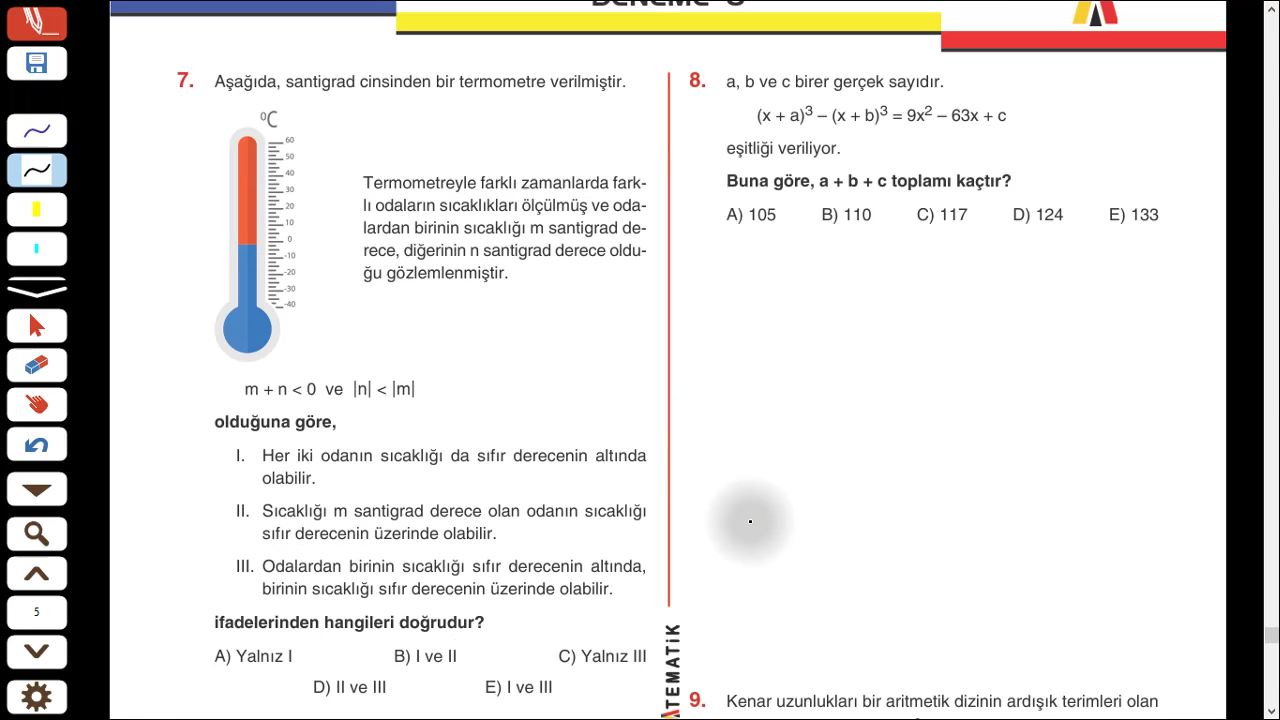 DENEME - 
7. Aşağıda, santigrad cinsinden bir termometre verilmiştir.
⁰C
60
50
40
30
20
10
0
-10
-20
-30
-40
Termometreyle farklı zamanlarda fark-
lı odaların sıcaklıkları ölçülmüş ve oda-
lardan birinin sıcaklığı m santigrad de-
rece, diğerinin n santigrad derece oldu-
ğu gözlemlenmiştir.
m + n < 0 ve |n| < |m|
olduğuna göre,
I. Her iki odanın sıcaklığı da sıfır derecenin altında
olabilir.
II. Sıcaklığı m santigrad derece olan odanın sıcaklığı
sıfır derecenin üzerinde olabilir.
III. Odalardan birinin sıcaklığı sıfır derecenin altında,
birinin sıcaklığı sıfır derecenin üzerinde olabilir.
ifadelerinden hangileri doğrudur?
A) Yalnız I B) I ve II C) Yalnız III
D) II ve III E) I ve III
8. a, b ve c birer gerçek sayıdır.
(x + a)³ – (x + b)³ = 9x² – 63x + c
eşitliği veriliyor.
Buna göre, a + b + c toplamı kaçtır?
A) 105 B) 110 C) 117 D) 124 E) 133
9. Kenar uzunlukları bir aritmetik dizinin ardışık terimleri olan
ATEMATİK
5